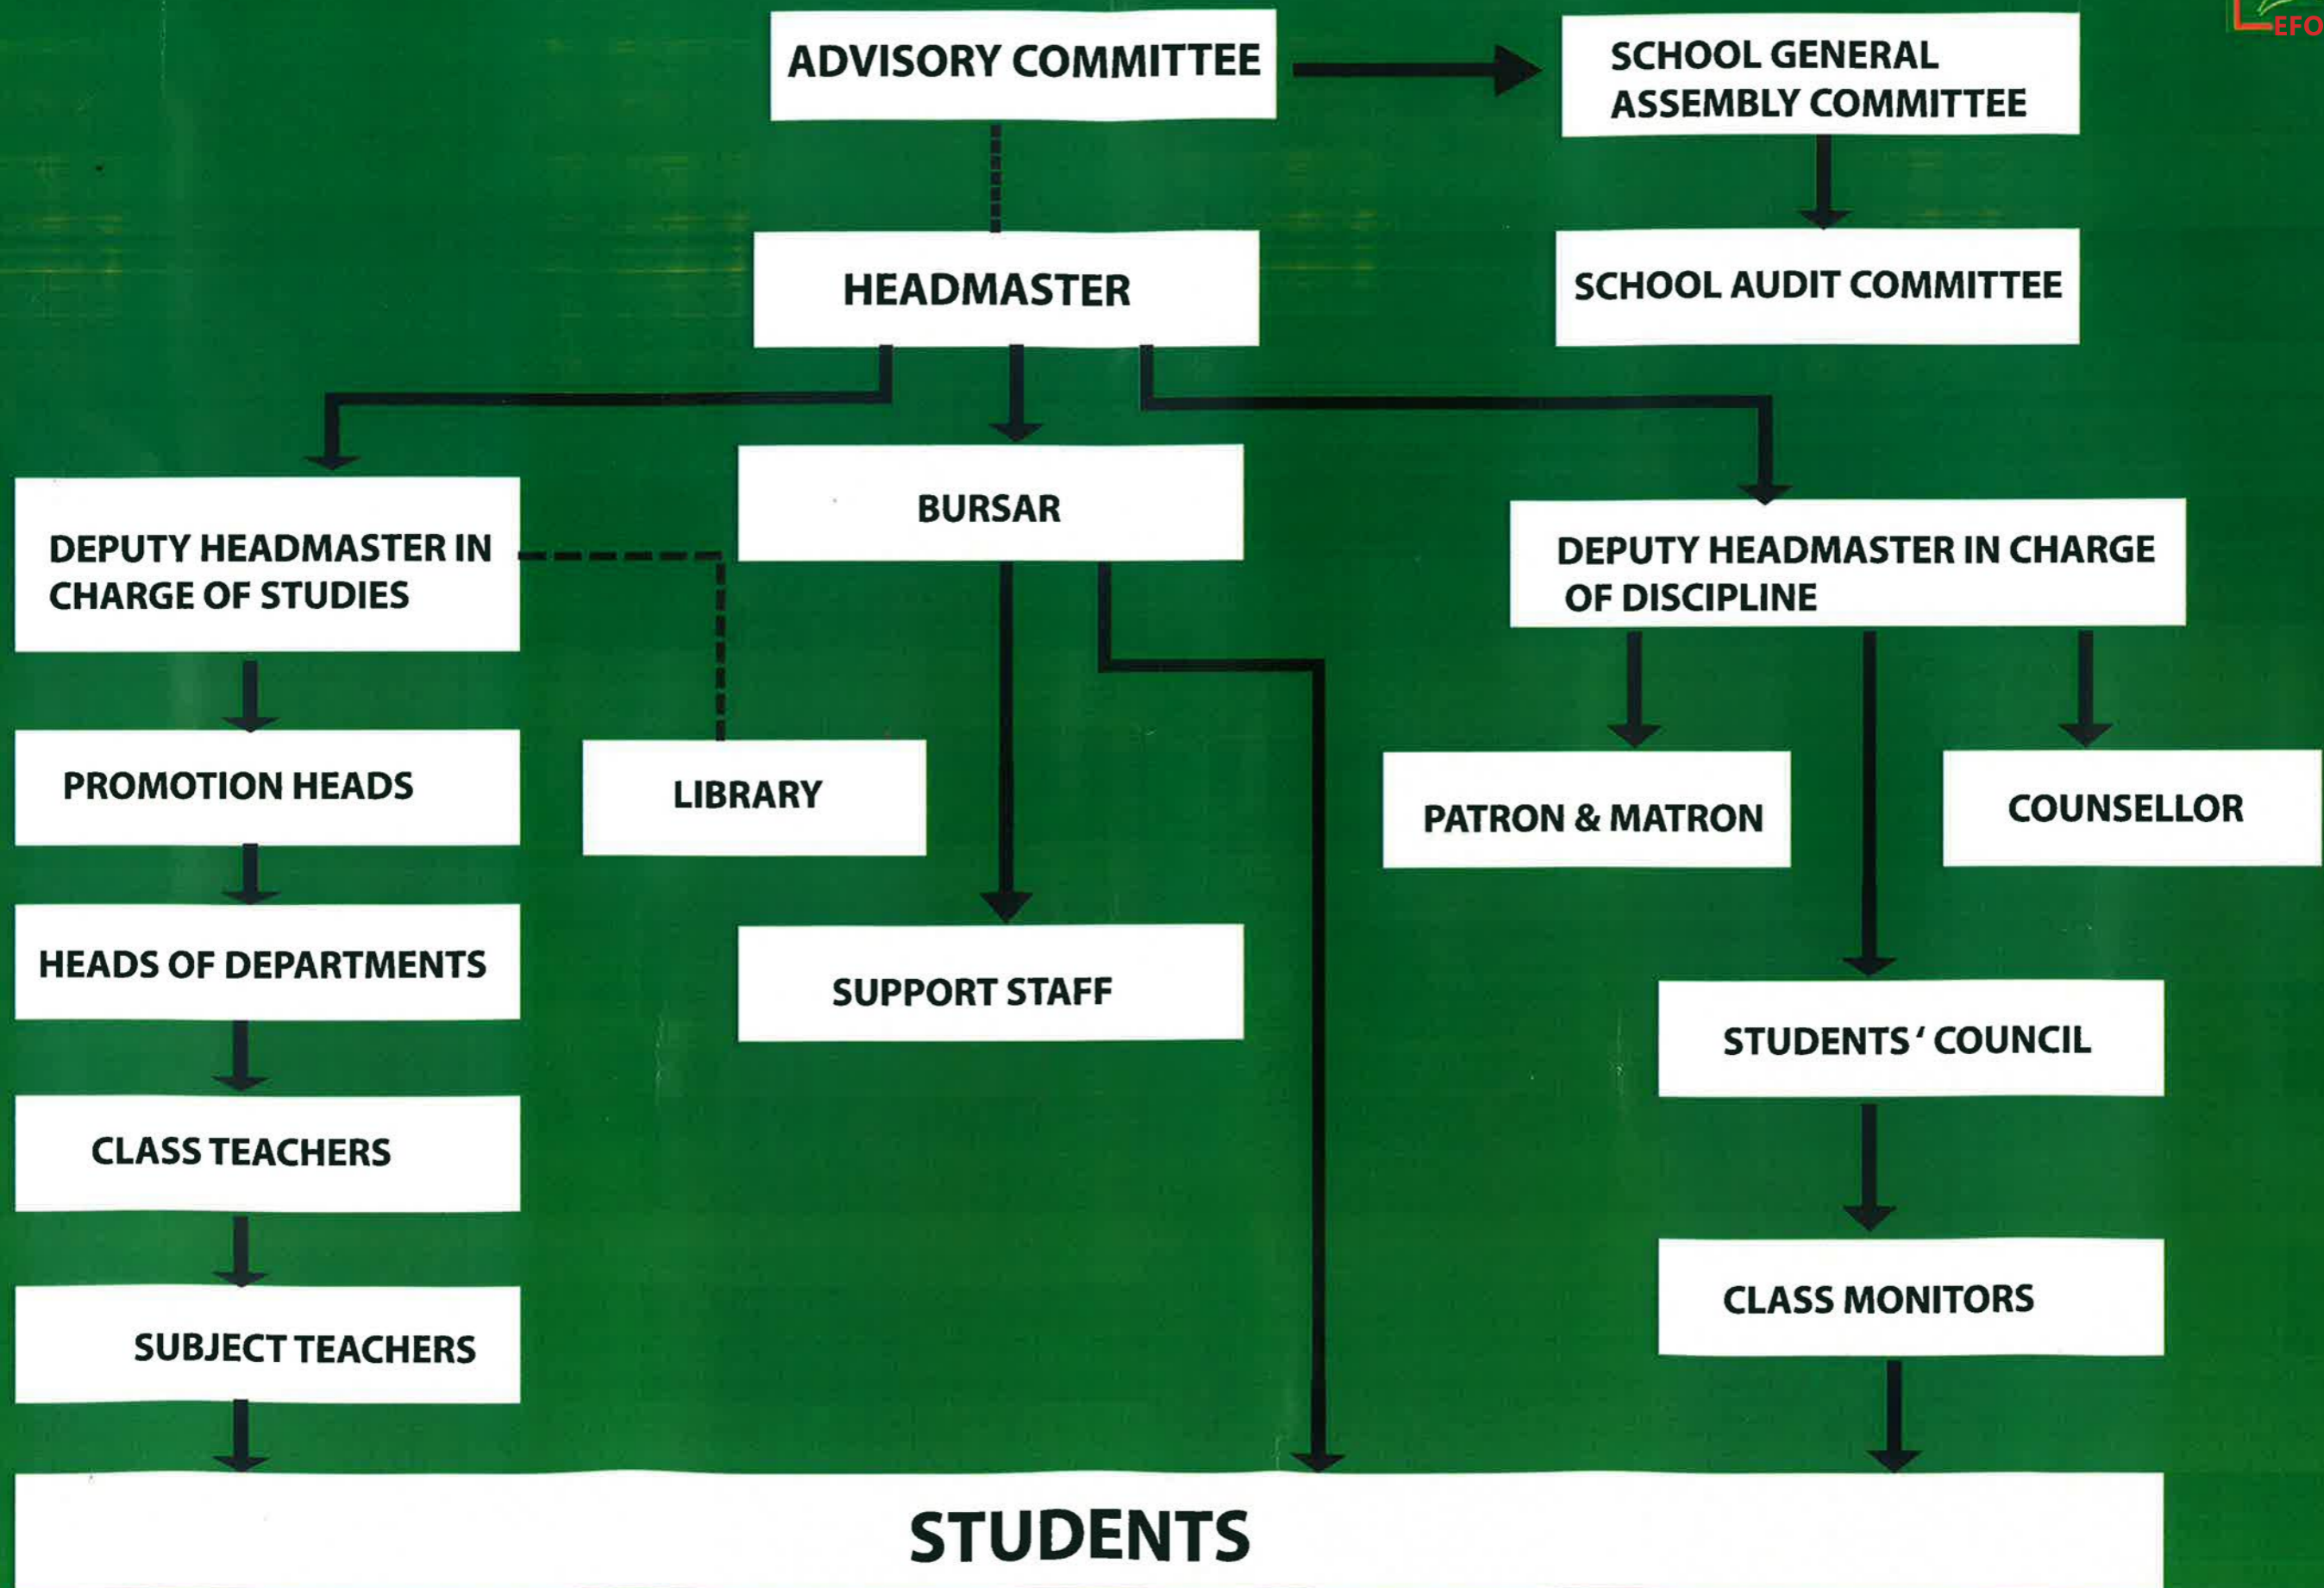 EFO
ADVISORY COMMITTEE
SCHOOL GENERAL
ASSEMBLY COMMITTEE
HEADMASTER
SCHOOL AUDIT COMMITTEE
DEPUTY HEADMASTER IN
CHARGE OF STUDIES
BURSAR
DEPUTY HEADMASTER IN CHARGE
OF DISCIPLINE
PROMOTION HEADS
LIBRARY
PATRON & MATRON
COUNSELLOR
HEADS OF DEPARTMENTS
SUPPORT STAFF
STUDENTS' COUNCIL
CLASS TEACHERS
CLASS MONITORS
SUBJECT TEACHERS
STUDENTS